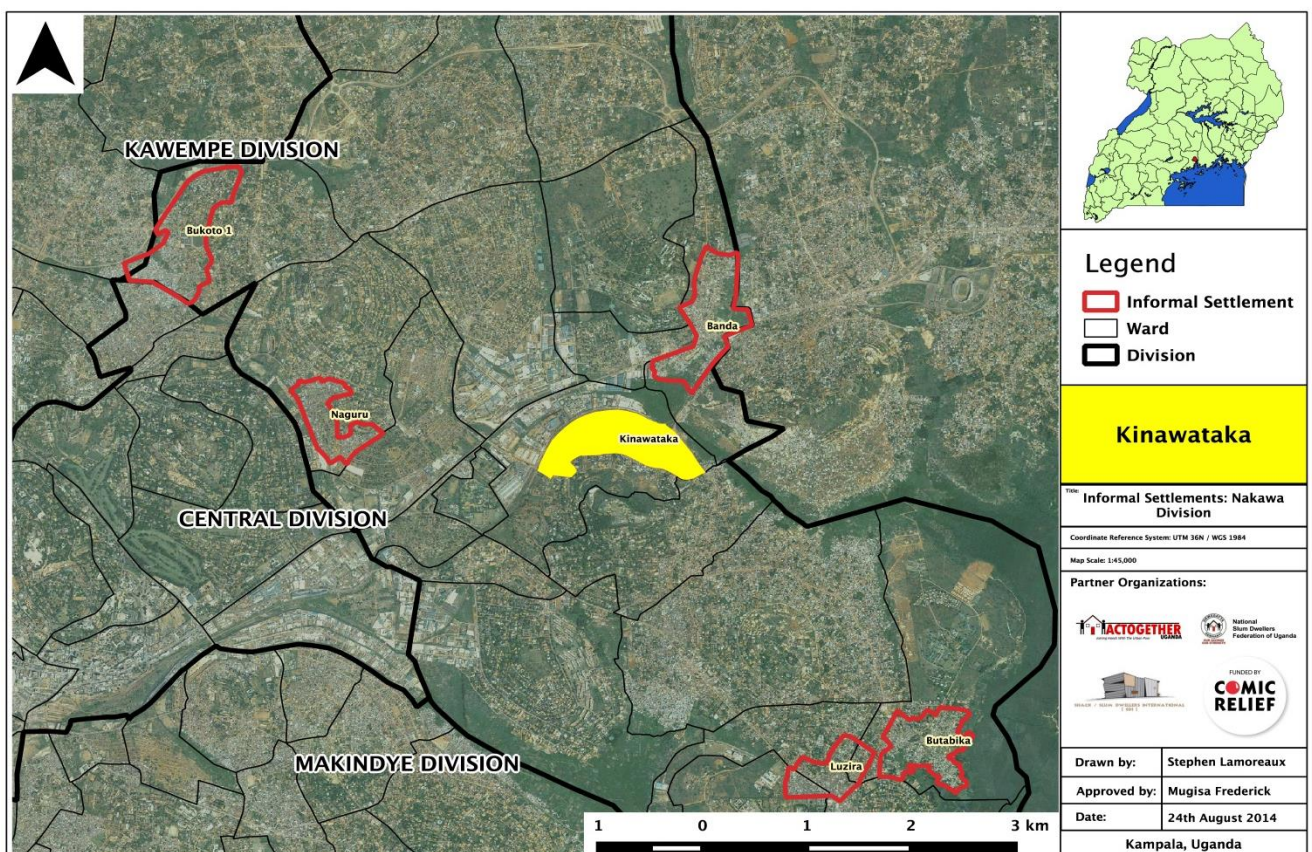 KAWEMPE DIVISION
Bukoto 1
Banda
Naguru
Kinawataka
CENTRAL DIVISION
MAKINDYE DIVISION
Butabika
Luzira
1 0 1 2 3 km
Legend
Informal Settlement
Ward
Division
Kinawataka
Title: Informal Settlements: Nakawa
Division
Coordinate Reference System: UTM 36N / WGS 1984
Map Scale: 1:45,000
Partner Organizations:
ACTOGETHER
UGANDA
National
Slum Dwellers
Federation of Uganda
SLUM DWELLERS INTERNATIONAL
FUNDED BY
COMIC
RELIEF
Drawn by: Stephen Lamoreaux
Approved by: Mugisa Frederick
Date: 24th August 2014
Kampala, Uganda